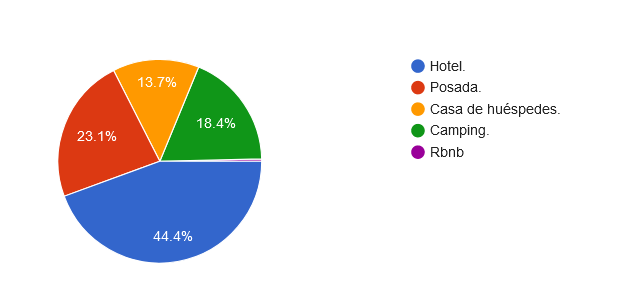 13.7%
18.4%
23.1%
44.4%
Hotel.
Posada.
Casa de huéspedes.
Camping.
Rbnb